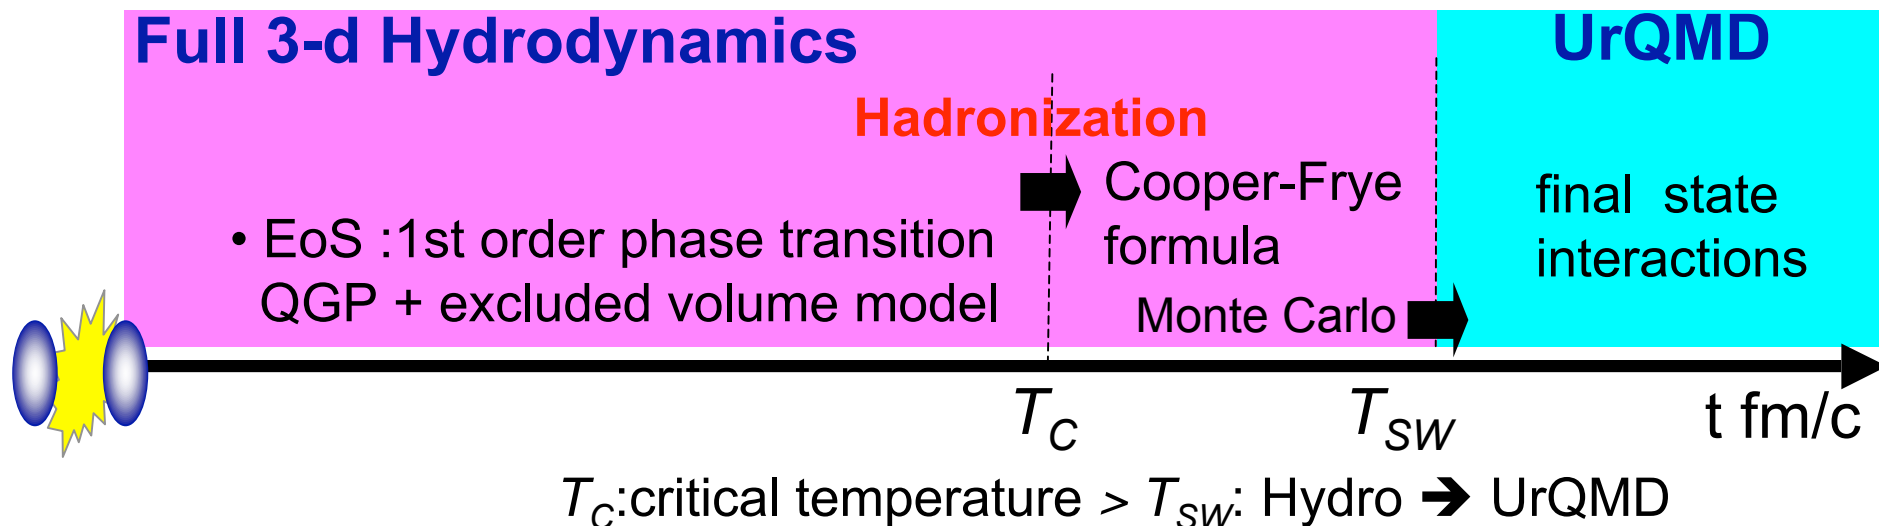 Full 3-d Hydrodynamics
UrQMD
Hadronization
• EoS :1st order phase transition
QGP + excluded volume model
Cooper-Frye
formula
Monte Carlo
final state
interactions
T_C
T_SW
t fm/c
T_C:critical temperature > T_SW: Hydro ➔ UrQMD